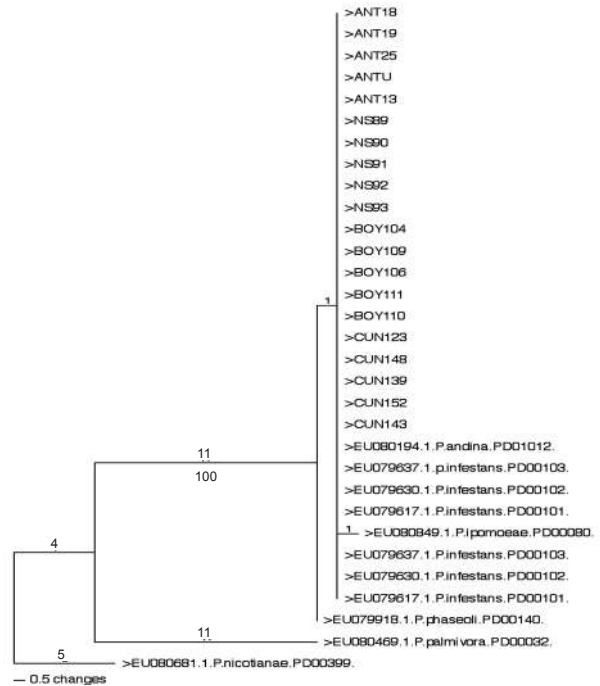 >ANT18
>ANT19
>ANT25
>ANTU
>ANT13
>NS89
>NS90
>NS91
>NS92
>NS93
>BOY104
>BOY109
>BOY106
>BOY111
1
>BOY110
>CUN123
>CUN148
>CUN139
>CUN152
>CUN143
>EU080194.1.P.andina.PD01012.
11
>EU079637.1.p.infestans.PD00103.
100
>EU079630.1.P.infestans.PD00102.
>EU079617.1.P.infestans.PD00101.
1
>EU080849.1.P.ipomoeae.PD00080.
4
>EU079637.1.P.infestans.PD00103.
>EU079630.1.P.infestans.PD00102.
>EU079617.1.P.infestans.PD00101.
>EU079918.1.P.phaseoli.PD00140.
11
>EU080469.1.P.palmivora.PD00032.
5
>EU080681.1.P.nicotianae.PD00399.
0.5 changes